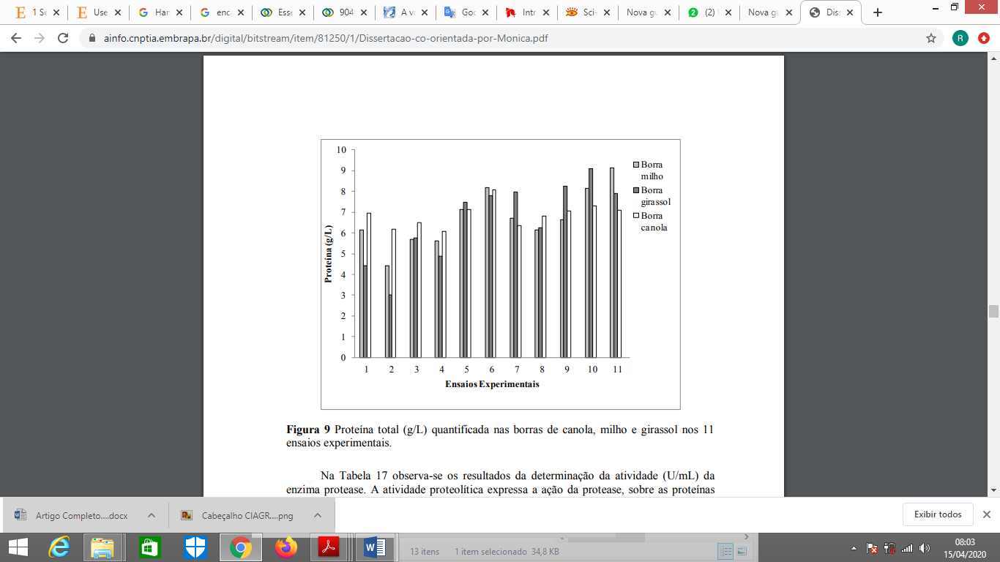 1 Se
Use
Har
enc
Esse
904
A v
Goo
Intr
Sci-
Nova gu
(2)
Nova gu
Dis
ainfo.cnptia.embrapa.br/digital/bitstream/item/81250/1/Dissertacao-co-orientada-por-Monica.pdf
R
10
9
8
7
6
5
4
3
2
1
0
Proteína (g/L)
1 2 3 4 5 6 7 8 9 10 11
Ensaios Experimentais
Borra
milho
Borra
girassol
Borra
canola
Figura 9 Proteína total (g/L) quantificada nas borras de canola, milho e girassol nos 11
ensaios experimentais.
Na Tabela 17 observa-se os resultados da determinação da atividade (U/mL) da
enzima protease. A atividade proteolítica expressa a ação da protease, sobre as proteínas
Artigo Completo....docx
Cabeçalho CIAGR....png
Exibir todos
13 itens 1 item selecionado 34,8 KB
08:03
15/04/2020